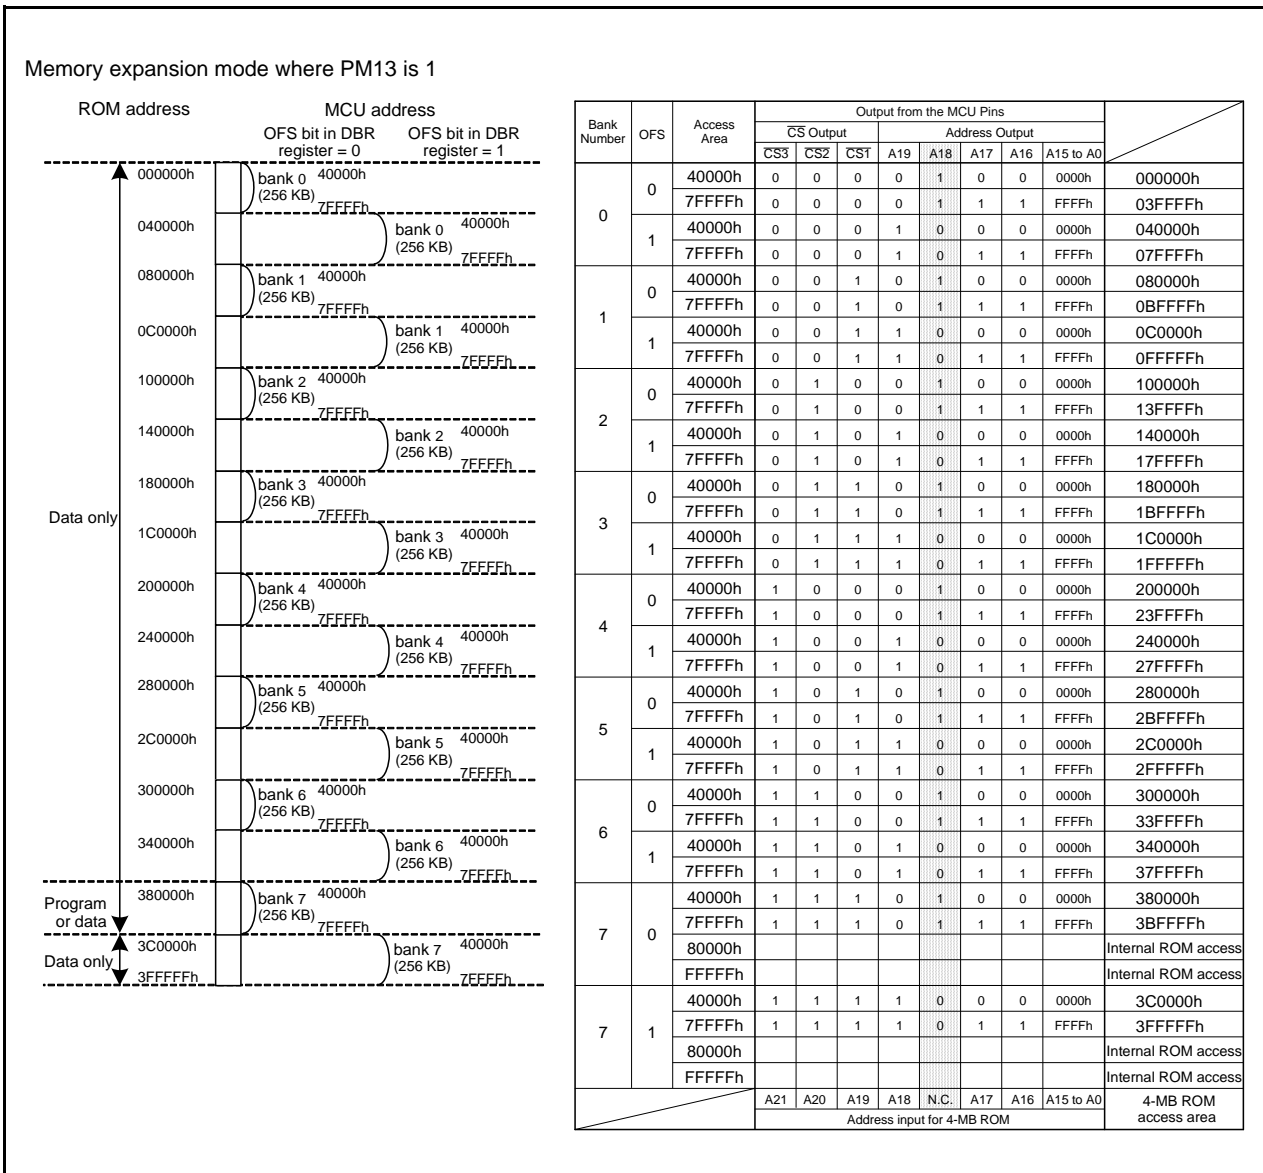 Memory expansion mode where PM13 is 1
ROM address MCU address
OFS bit in DBR register = 0 OFS bit in DBR register = 1
000000h bank 0 40000h
(256 KB) 7FFFFh
040000h bank 0 40000h
(256 KB) 7FFFFh
080000h bank 1 40000h
(256 KB) 7FFFFh
0C0000h bank 1 40000h
(256 KB) 7FFFFh
100000h bank 2 40000h
(256 KB) 7FFFFh
140000h bank 2 40000h
(256 KB) 7FFFFh
180000h bank 3 40000h
(256 KB) 7FFFFh
Data only
1C0000h bank 3 40000h
(256 KB) 7FFFFh
200000h bank 4 40000h
(256 KB) 7FFFFh
240000h bank 4 40000h
(256 KB) 7FFFFh
280000h bank 5 40000h
(256 KB) 7FFFFh
2C0000h bank 5 40000h
(256 KB) 7FFFFh
300000h bank 6 40000h
(256 KB) 7FFFFh
340000h bank 6 40000h
(256 KB) 7FFFFh
Program or data
380000h bank 7 40000h
(256 KB) 7FFFFh
Data only
3C0000h bank 7 40000h
3FFFFFh (256 KB) 7FFFFh
Bank Number OFS Access Area Output from the MCU Pins
CS Output Address Output
CS3 CS2 CS1 A19 A18 A17 A16 A15 to A0
0 0 40000h 0 0 0 0 1 0 0 0000h 000000h
7FFFFh 0 0 0 0 1 1 1 FFFFh 03FFFFh
1 40000h 0 0 0 1 0 0 0 0000h 040000h
7FFFFh 0 0 0 1 0 1 1 FFFFh 07FFFFh
1 0 40000h 0 0 1 0 1 0 0 0000h 080000h
7FFFFh 0 0 1 0 1 1 1 FFFFh 0BFFFFh
1 40000h 0 0 1 1 0 0 0 0000h 0C0000h
7FFFFh 0 0 1 1 0 1 1 FFFFh 0FFFFFh
2 0 40000h 0 1 0 0 1 0 0 0000h 100000h
7FFFFh 0 1 0 0 1 1 1 FFFFh 13FFFFh
1 40000h 0 1 0 1 0 0 0 0000h 140000h
7FFFFh 0 1 0 1 0 1 1 FFFFh 17FFFFh
3 0 40000h 0 1 1 0 1 0 0 0000h 180000h
7FFFFh 0 1 1 0 1 1 1 FFFFh 1BFFFFh
1 40000h 0 1 1 1 0 0 0 0000h 1C0000h
7FFFFh 0 1 1 1 0 1 1 FFFFh 1FFFFFh
4 0 40000h 1 0 0 0 1 0 0 0000h 200000h
7FFFFh 1 0 0 0 1 1 1 FFFFh 23FFFFh
1 40000h 1 0 0 1 0 0 0 0000h 240000h
7FFFFh 1 0 0 1 0 1 1 FFFFh 27FFFFh
5 0 40000h 1 0 1 0 1 0 0 0000h 280000h
7FFFFh 1 0 1 0 1 1 1 FFFFh 2BFFFFh
1 40000h 1 0 1 1 0 0 0 0000h 2C0000h
7FFFFh 1 0 1 1 0 1 1 FFFFh 2FFFFFh
6 0 40000h 1 1 0 0 1 0 0 0000h 300000h
7FFFFh 1 1 0 0 1 1 1 FFFFh 33FFFFh
1 40000h 1 1 0 1 0 0 0 0000h 340000h
7FFFFh 1 1 0 1 0 1 1 FFFFh 37FFFFh
7 0 40000h 1 1 1 0 1 0 0 0000h 380000h
7FFFFh 1 1 1 0 1 1 1 FFFFh 3BFFFFh
80000h Internal ROM access
FFFFFh Internal ROM access
7 1 40000h 1 1 1 1 0 0 0 0000h 3C0000h
7FFFFh 1 1 1 1 0 1 1 FFFFh 3FFFFFh
80000h Internal ROM access
FFFFFh Internal ROM access
A21 A20 A19 A18 N.C. A17 A16 A15 to A0 4-MB ROM access area
Address input for 4-MB ROM